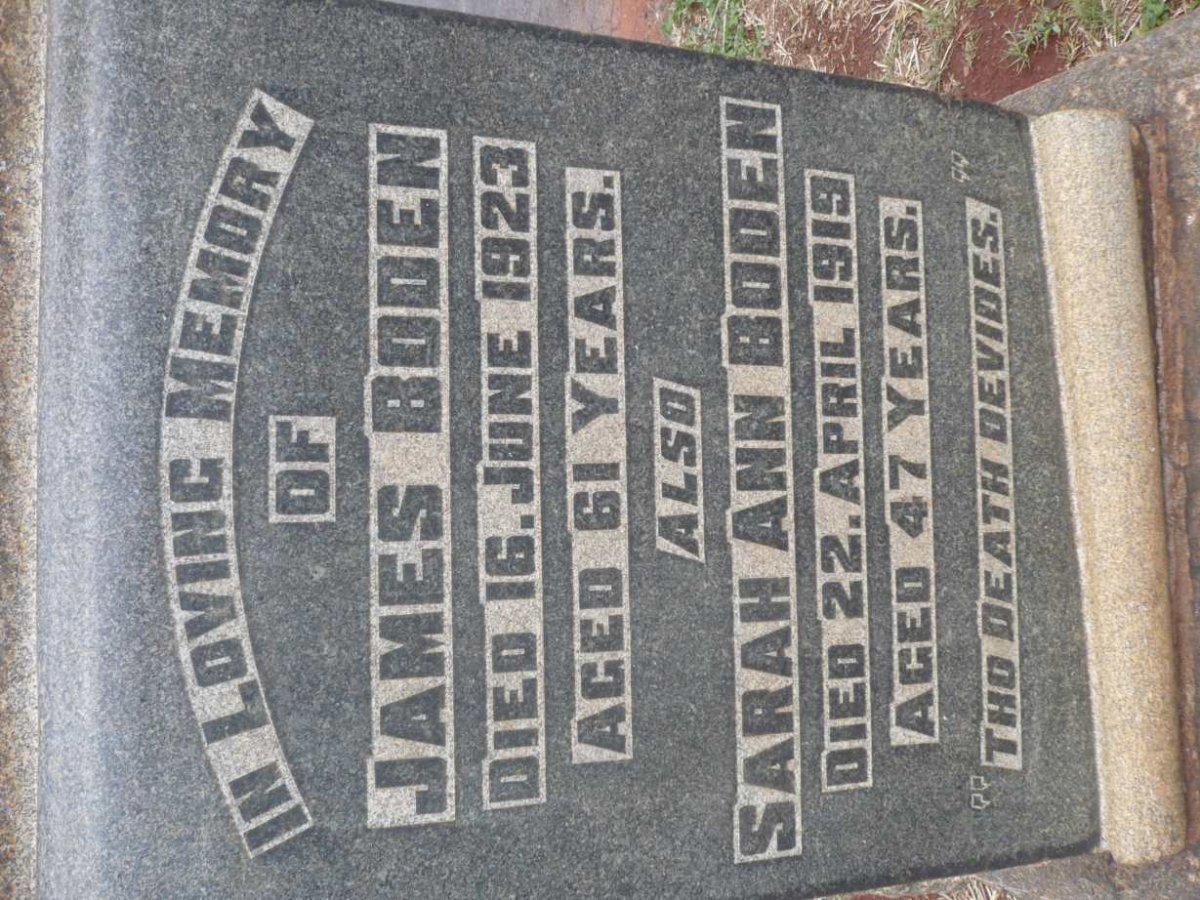 IN LOVING MEMORY
OF
JAMES BODEN
DIED 16. JUNE 1923
AGED 61 YEARS.
ALSO
SARAH ANN BODEN
DIED 22. APRIL 1919
AGED 47 YEARS.
"THO DEATH DEVIDES."